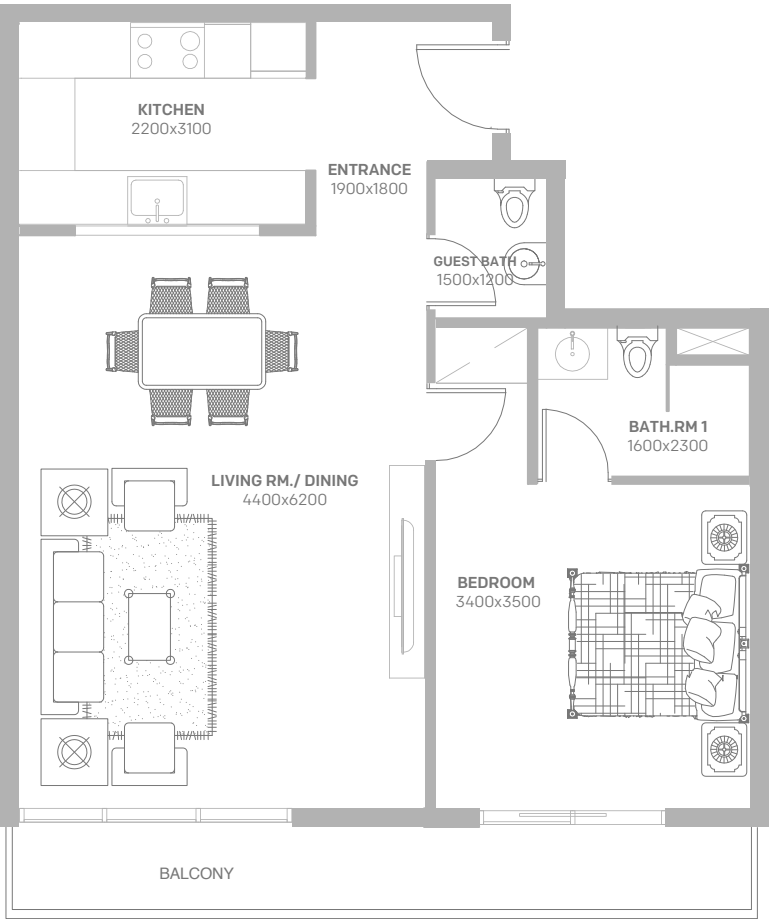 KITCHEN
2200x3100
ENTRANCE
1900x1800
GUEST BATH
1500x1200
BATH.RM 1
1600x2300
LIVING RM./ DINING
4400x6200
BEDROOM
3400x3500
BALCONY